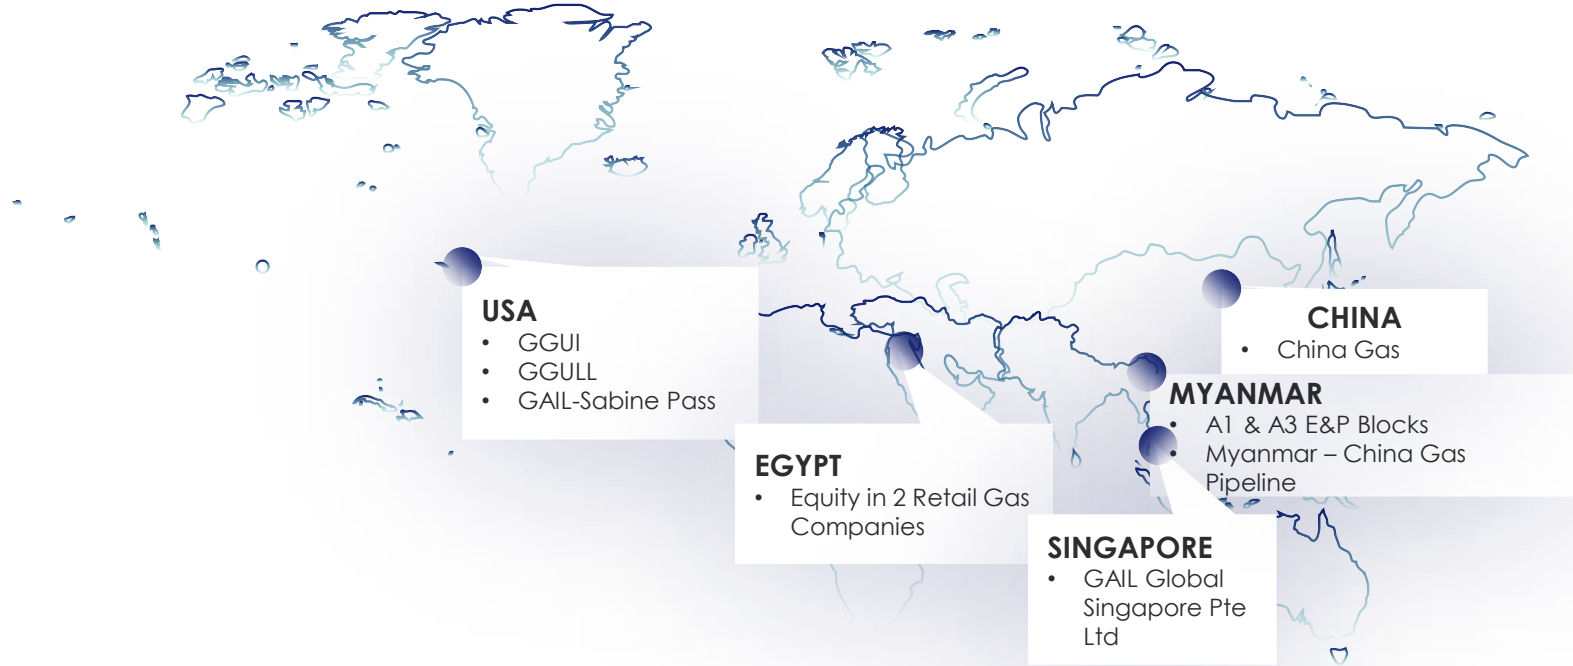 USA
• GGUI
• GGULL
• GAIL-Sabine Pass
CHINA
• China Gas
MYANMAR
• A1 & A3 E&P Blocks
• Myanmar – China Gas
Pipeline
EGYPT
• Equity in 2 Retail Gas
Companies
SINGAPORE
• GAIL Global
Singapore Pte
Ltd